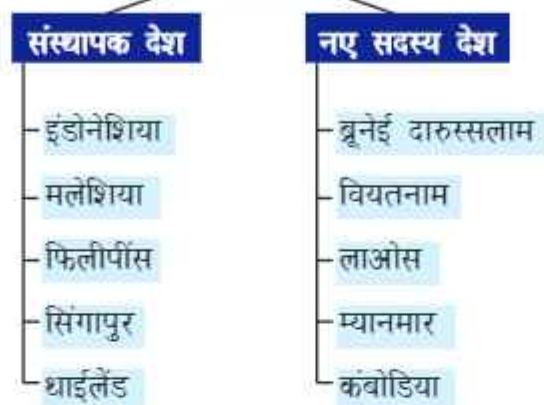 संस्थापक देश
इंडोनेशिया
मलेशिया
फिलीपींस
सिंगापुर
थाईलेंड
नए सदस्य देश
ब्रूनेई दारुस्सलाम
वियतनाम
लाओस
म्यानमार
कंबोडिया